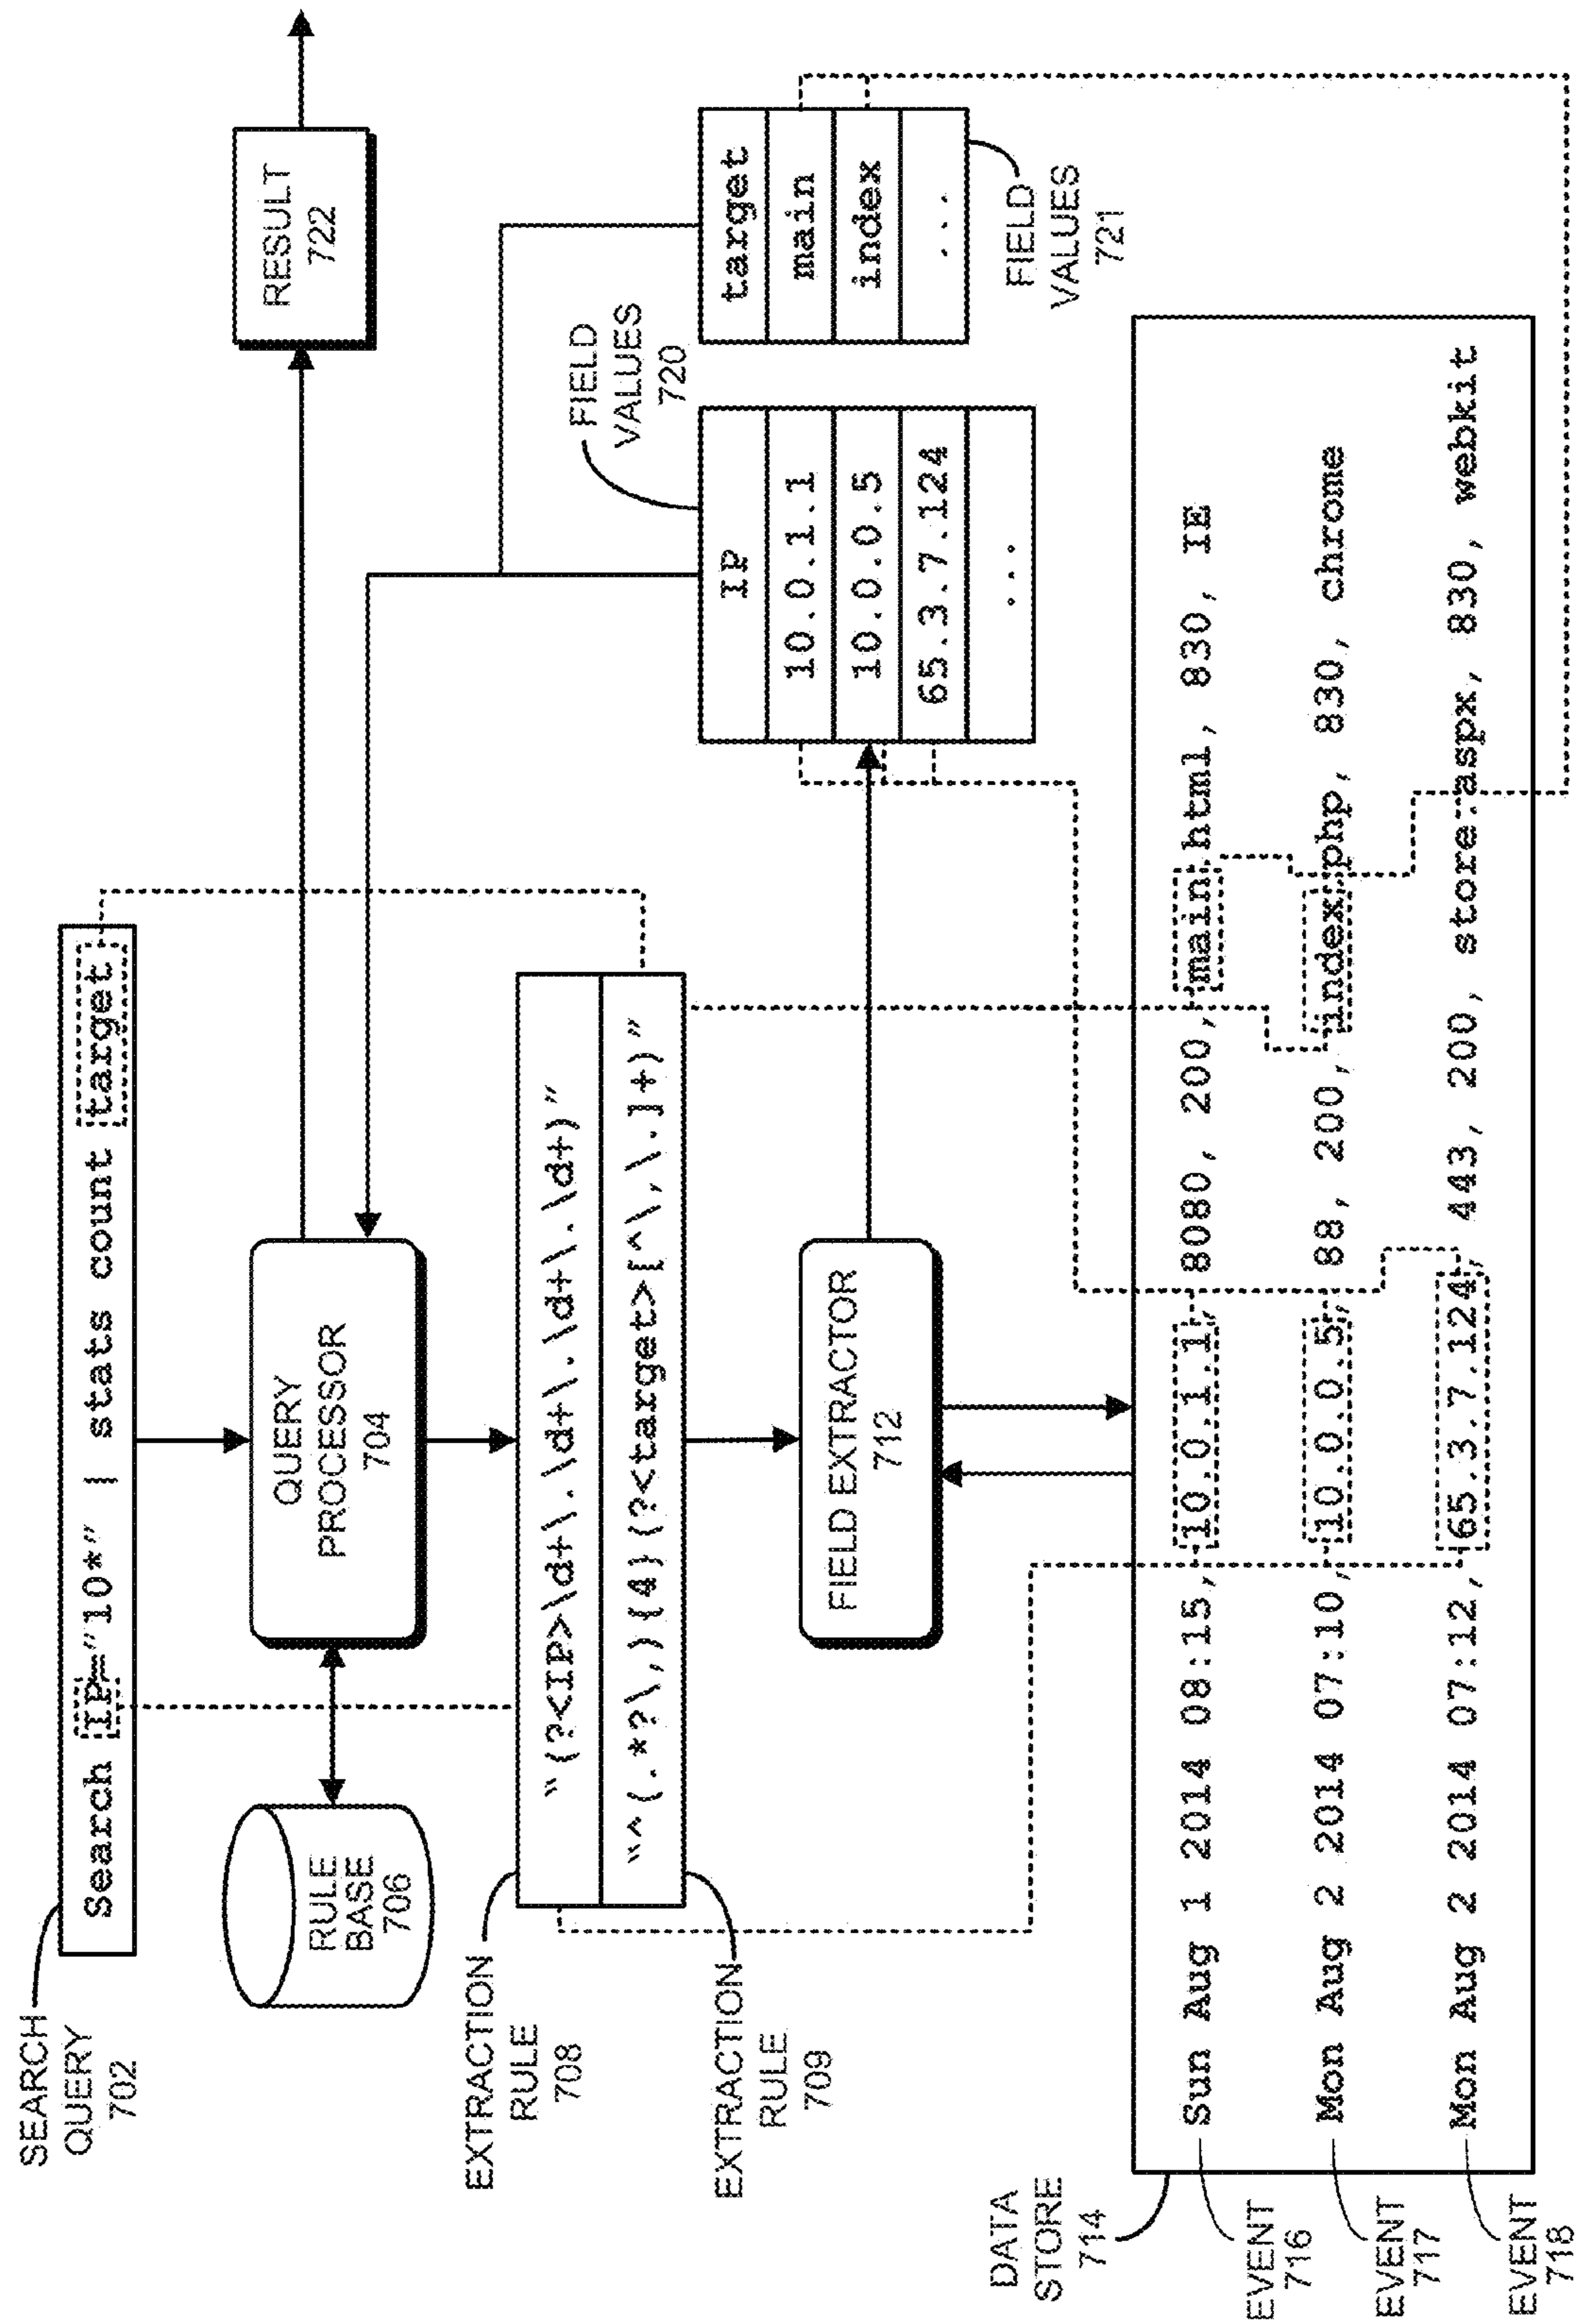 SEARCH
QUERY
702
Search IP="10*" | stats count target
RULE
BASE
706
QUERY
PROCESSOR
704
RESULT
722
EXTRACTION
RULE
708
"(?<IP>\d+\.\d+\.\d+\.\d+)"
"^(.*?\,){4}(?<target>[^\,\.]+)"
EXTRACTION
RULE
709
FIELD EXTRACTOR
712
FIELD
VALUES
720
IP
10.0.1.1
10.0.0.5
65.3.7.124
...
target
main
index
...
FIELD
VALUES
721
DATA
STORE
714
Sun Aug 1 2014 08:15, 10.0.1.1, 8080, 200, main.html, 830, IE
Mon Aug 2 2014 07:10, 10.0.0.5, 88, 200, index.php, 830, chrome
Mon Aug 2 2014 07:12, 65.3.7.124, 443, 200, store.aspx, 830, webkit
EVENT
716
EVENT
717
EVENT
718